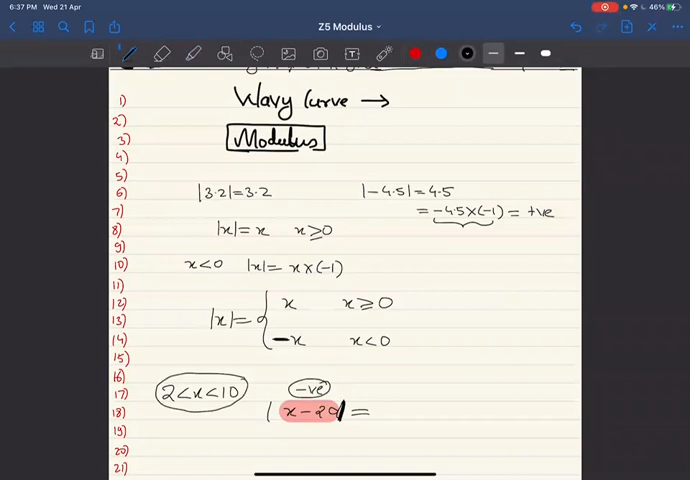 6:37 PM Wed 21 Apr
46%
Z5 Modulus
Wavy Curve →
Modulus
1)
2)
3)
4)
5)
6) |3.2| = 3.2 |-4.5| = 4.5
7) = -4.5 × (-1) = +ve
8) |x| = x x ≥ 0
9)
10) x < 0 |x| = x × (-1)
11)
12) x x ≥ 0
13) |x| = {
14) -x x < 0
15)
16)
17) 2 < x < 10 -ve
18) | x - 20 | =
19)
20)
21)